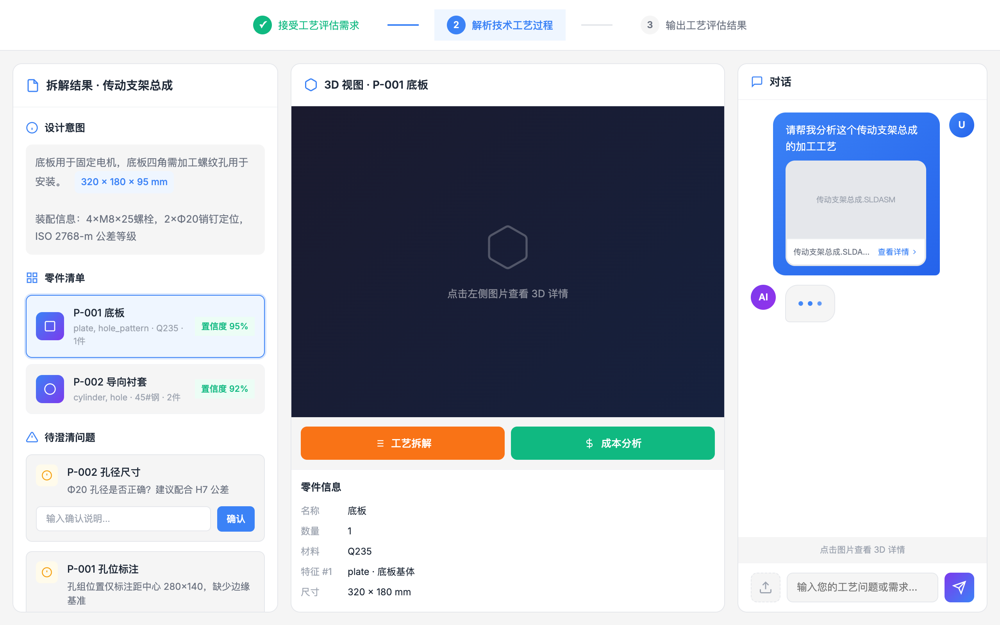 接受工艺评估需求
2 解析技术工艺过程
3 输出工艺评估结果
拆解结果 · 传动支架总成
设计意图
底板用于固定电机，底板四角需加工螺纹孔用于
安装。 320 × 180 × 95 mm
装配信息：4×M8×25螺栓，2×Φ20销钉定位，
ISO 2768-m 公差等级
零件清单
P-001 底板
plate, hole_pattern · Q235 ·
1件
置信度 95%
P-002 导向衬套
cylinder, hole · 45#钢 · 2件
置信度 92%
待澄清问题
P-002 孔径尺寸
Φ20 孔径是否正确？建议配合 H7 公差
输入确认说明...
确认
P-001 孔位标注
孔组位置仅标注距中心 280×140，缺少边缘
基准
3D 视图 · P-001 底板
点击左侧图片查看 3D 详情
工艺拆解
成本分析
零件信息
名称 底板
数量 1
材料 Q235
特征 #1 plate · 底板基体
尺寸 320 × 180 mm
对话
请帮我分析这个传动支架总成
的加工工艺
U
传动支架总成.SLDASM
传动支架总成.SLDA... 查看详情
AI
点击图片查看 3D 详情
输入您的工艺问题或需求...